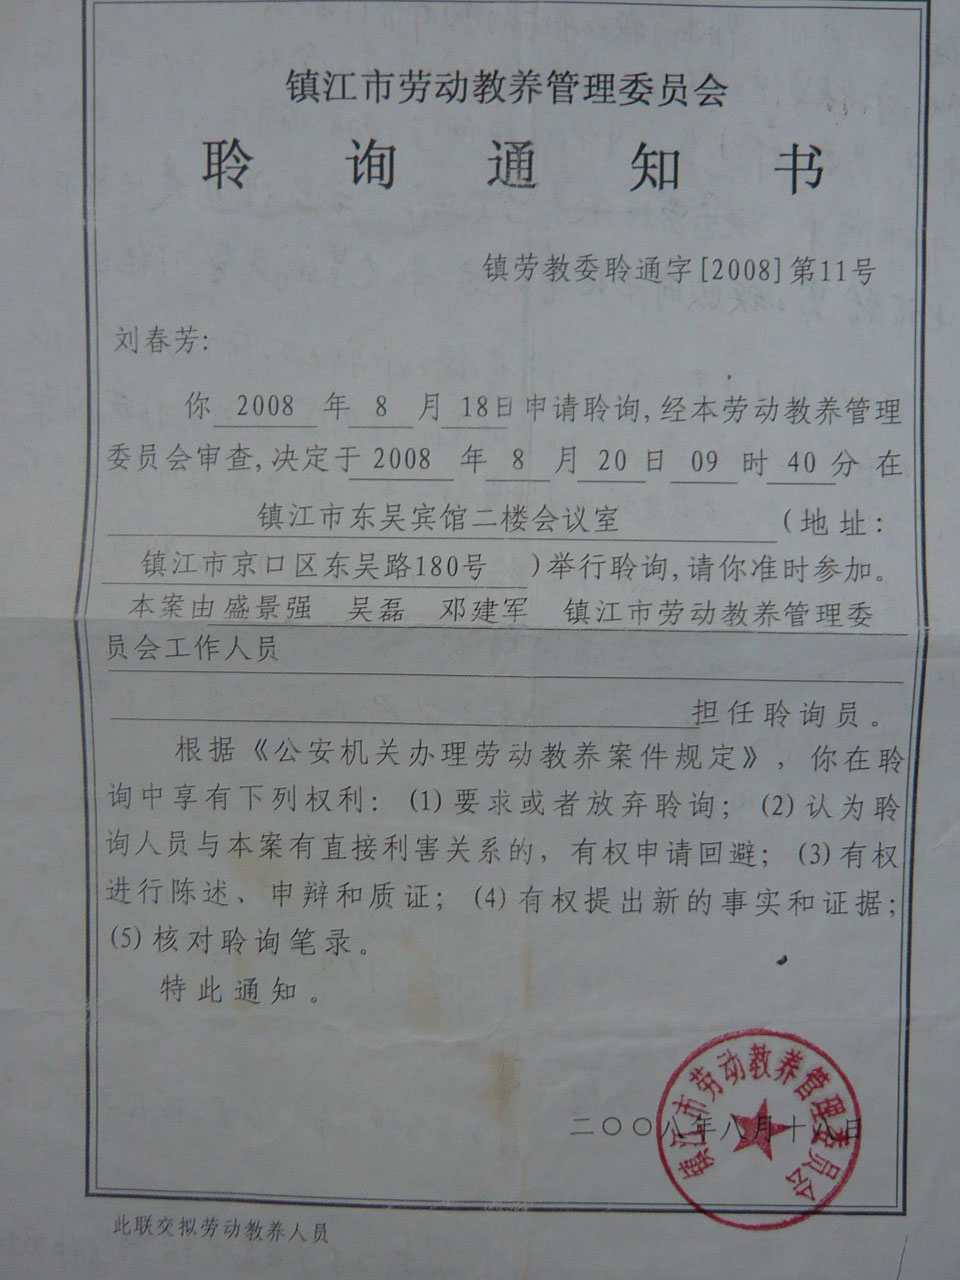 镇江市劳动教养管理委员会
聆询通知书
镇劳教委聆通字[2008]第11号
刘春芳:
你 2008 年 8 月 18日申请聆询,经本劳动教养管理
委员会审查,决定于 2008 年 8 月 20 日 09 时 40 分在
镇江市东吴宾馆二楼会议室 (地址:
镇江市京口区东吴路180号 )举行聆询,请你准时参加。
本案由盛景强 吴磊 邓建军 镇江市劳动教养管理委
员会工作人员
担任聆询员。
根据《公安机关办理劳动教养案件规定》,你在聆
询中享有下列权利:(1)要求或者放弃聆询;(2)认为聆
询人员与本案有直接利害关系的,有权申请回避;(3)有权
进行陈述、申辩和质证;(4)有权提出新的事实和证据;
(5)核对聆询笔录。
特此通知。
镇江市劳动教养管理委员会
二〇〇八年八月十八日
此联交拟劳动教养人员